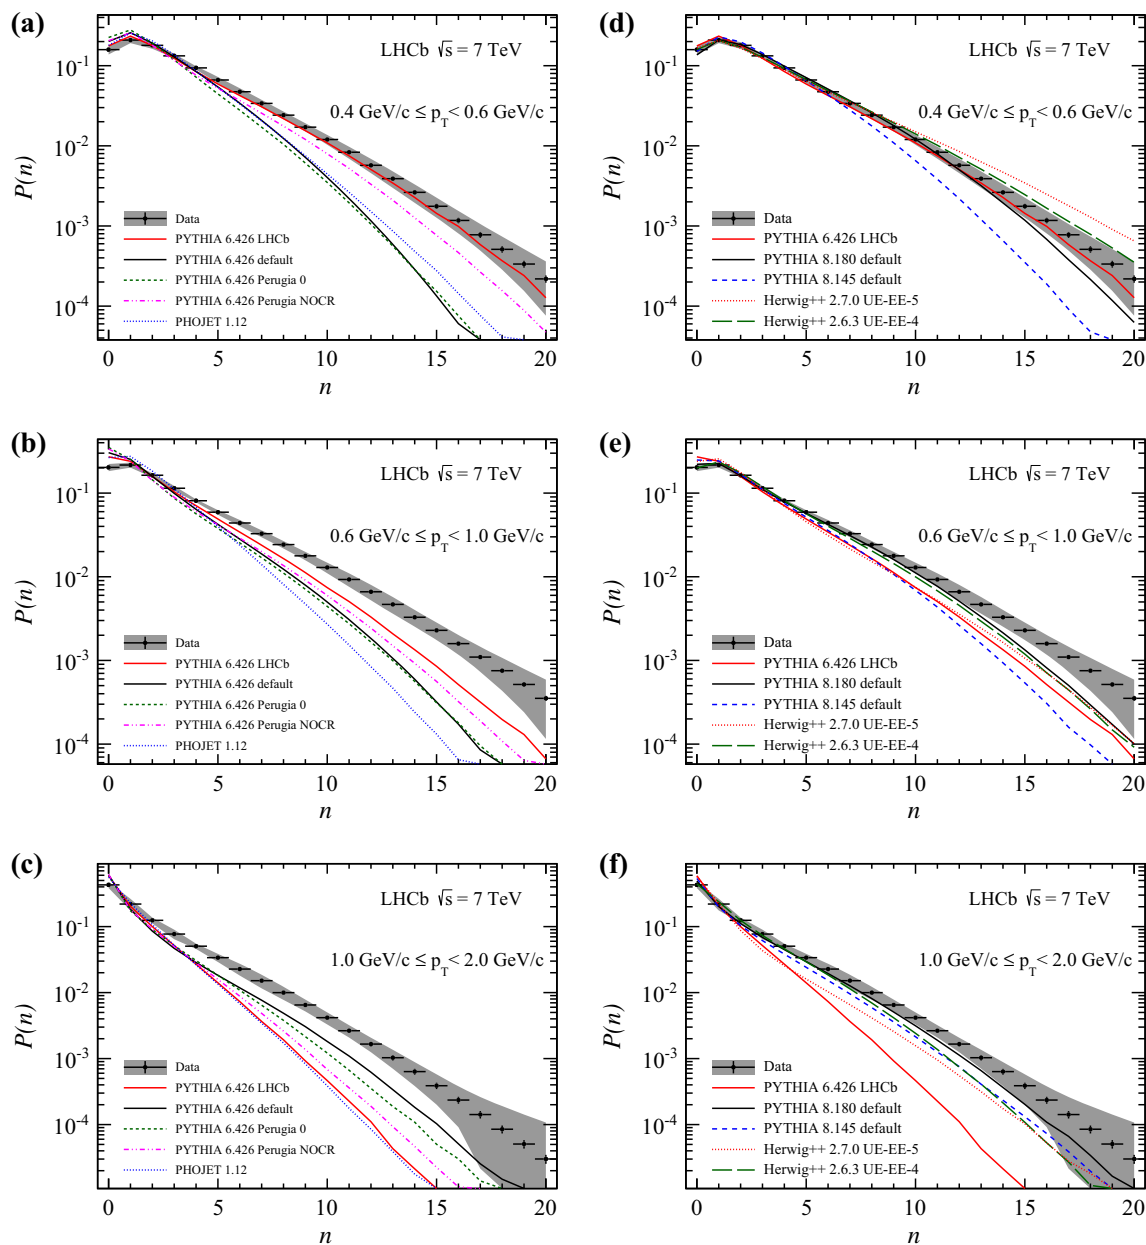 (a)
LHCb √s = 7 TeV
0.4 GeV/c ≤ p_T < 0.6 GeV/c
P(n)
10^-1
10^-2
10^-3
10^-4
Data
PYTHIA 6.426 LHCb
PYTHIA 6.426 default
PYTHIA 6.426 Perugia 0
PYTHIA 6.426 Perugia NOCR
PHOJET 1.12
0 5 10 15 20
n
(d)
LHCb √s = 7 TeV
0.4 GeV/c ≤ p_T < 0.6 GeV/c
P(n)
10^-1
10^-2
10^-3
10^-4
Data
PYTHIA 6.426 LHCb
PYTHIA 8.180 default
PYTHIA 8.145 default
Herwig++ 2.7.0 UE-EE-5
Herwig++ 2.6.3 UE-EE-4
0 5 10 15 20
n
(b)
LHCb √s = 7 TeV
0.6 GeV/c ≤ p_T < 1.0 GeV/c
P(n)
10^-1
10^-2
10^-3
10^-4
Data
PYTHIA 6.426 LHCb
PYTHIA 6.426 default
PYTHIA 6.426 Perugia 0
PYTHIA 6.426 Perugia NOCR
PHOJET 1.12
0 5 10 15 20
n
(e)
LHCb √s = 7 TeV
0.6 GeV/c ≤ p_T < 1.0 GeV/c
P(n)
10^-1
10^-2
10^-3
10^-4
Data
PYTHIA 6.426 LHCb
PYTHIA 8.180 default
PYTHIA 8.145 default
Herwig++ 2.7.0 UE-EE-5
Herwig++ 2.6.3 UE-EE-4
0 5 10 15 20
n
(c)
LHCb √s = 7 TeV
1.0 GeV/c ≤ p_T < 2.0 GeV/c
P(n)
10^-1
10^-2
10^-3
10^-4
Data
PYTHIA 6.426 LHCb
PYTHIA 6.426 default
PYTHIA 6.426 Perugia 0
PYTHIA 6.426 Perugia NOCR
PHOJET 1.12
0 5 10 15 20
n
(f)
LHCb √s = 7 TeV
1.0 GeV/c ≤ p_T < 2.0 GeV/c
P(n)
10^-1
10^-2
10^-3
10^-4
Data
PYTHIA 6.426 LHCb
PYTHIA 8.180 default
PYTHIA 8.145 default
Herwig++ 2.7.0 UE-EE-5
Herwig++ 2.6.3 UE-EE-4
0 5 10 15 20
n